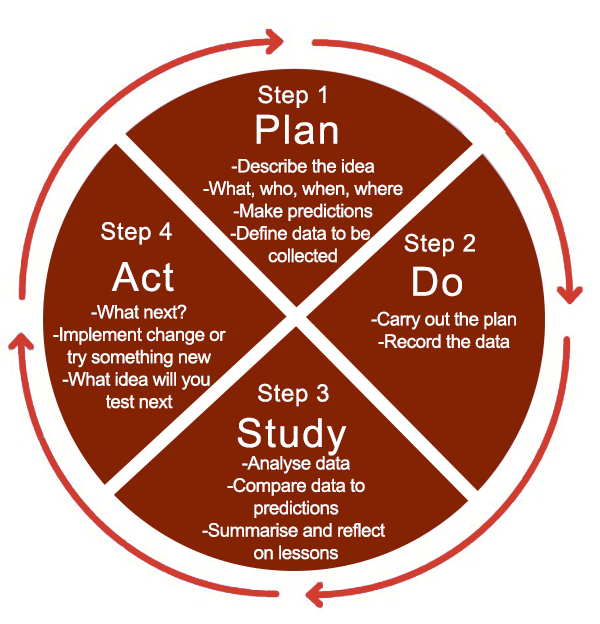 Step 1
Plan
-Describe the idea
-What, who, when, where
-Make predictions
-Define data to be
collected
Step 2
Do
-Carry out the plan
-Record the data
Step 3
Study
-Analyse data
-Compare data to
predictions
-Summarise and reflect
on lessons
Step 4
Act
-What next?
-Implement change or
try something new
-What idea will you
test next